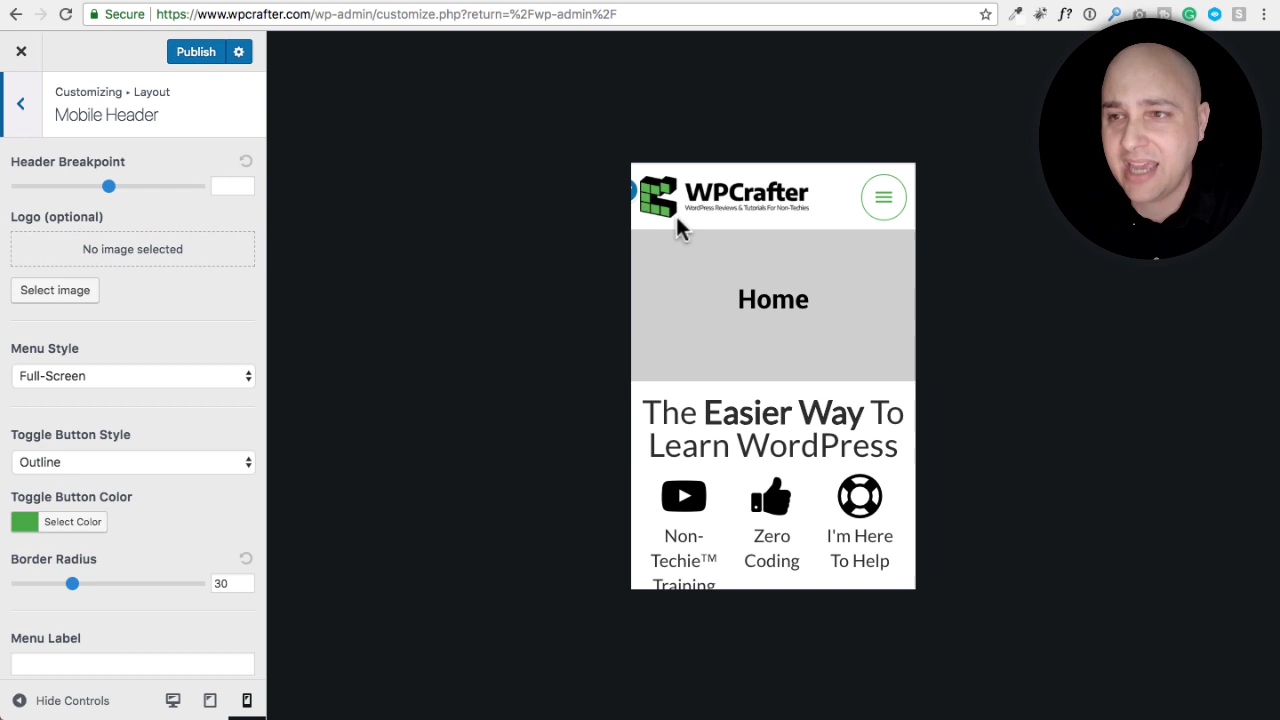 Secure
https://www.wpcrafter.com/wp-admin/customize.php?return=%2Fwp-admin%2F
f?
S
Publish
Customizing ▸ Layout
Mobile Header
Header Breakpoint
Logo (optional)
No image selected
Select image
Menu Style
Full-Screen
Toggle Button Style
Outline
Toggle Button Color
Select Color
Border Radius
30
Menu Label
Hide Controls
WPCrafter
WordPress Reviews & Tutorials For Non-Techies
Home
The Easier Way To
Learn WordPress
Non-
Techie™
Training
Zero
Coding
I'm Here
To Help